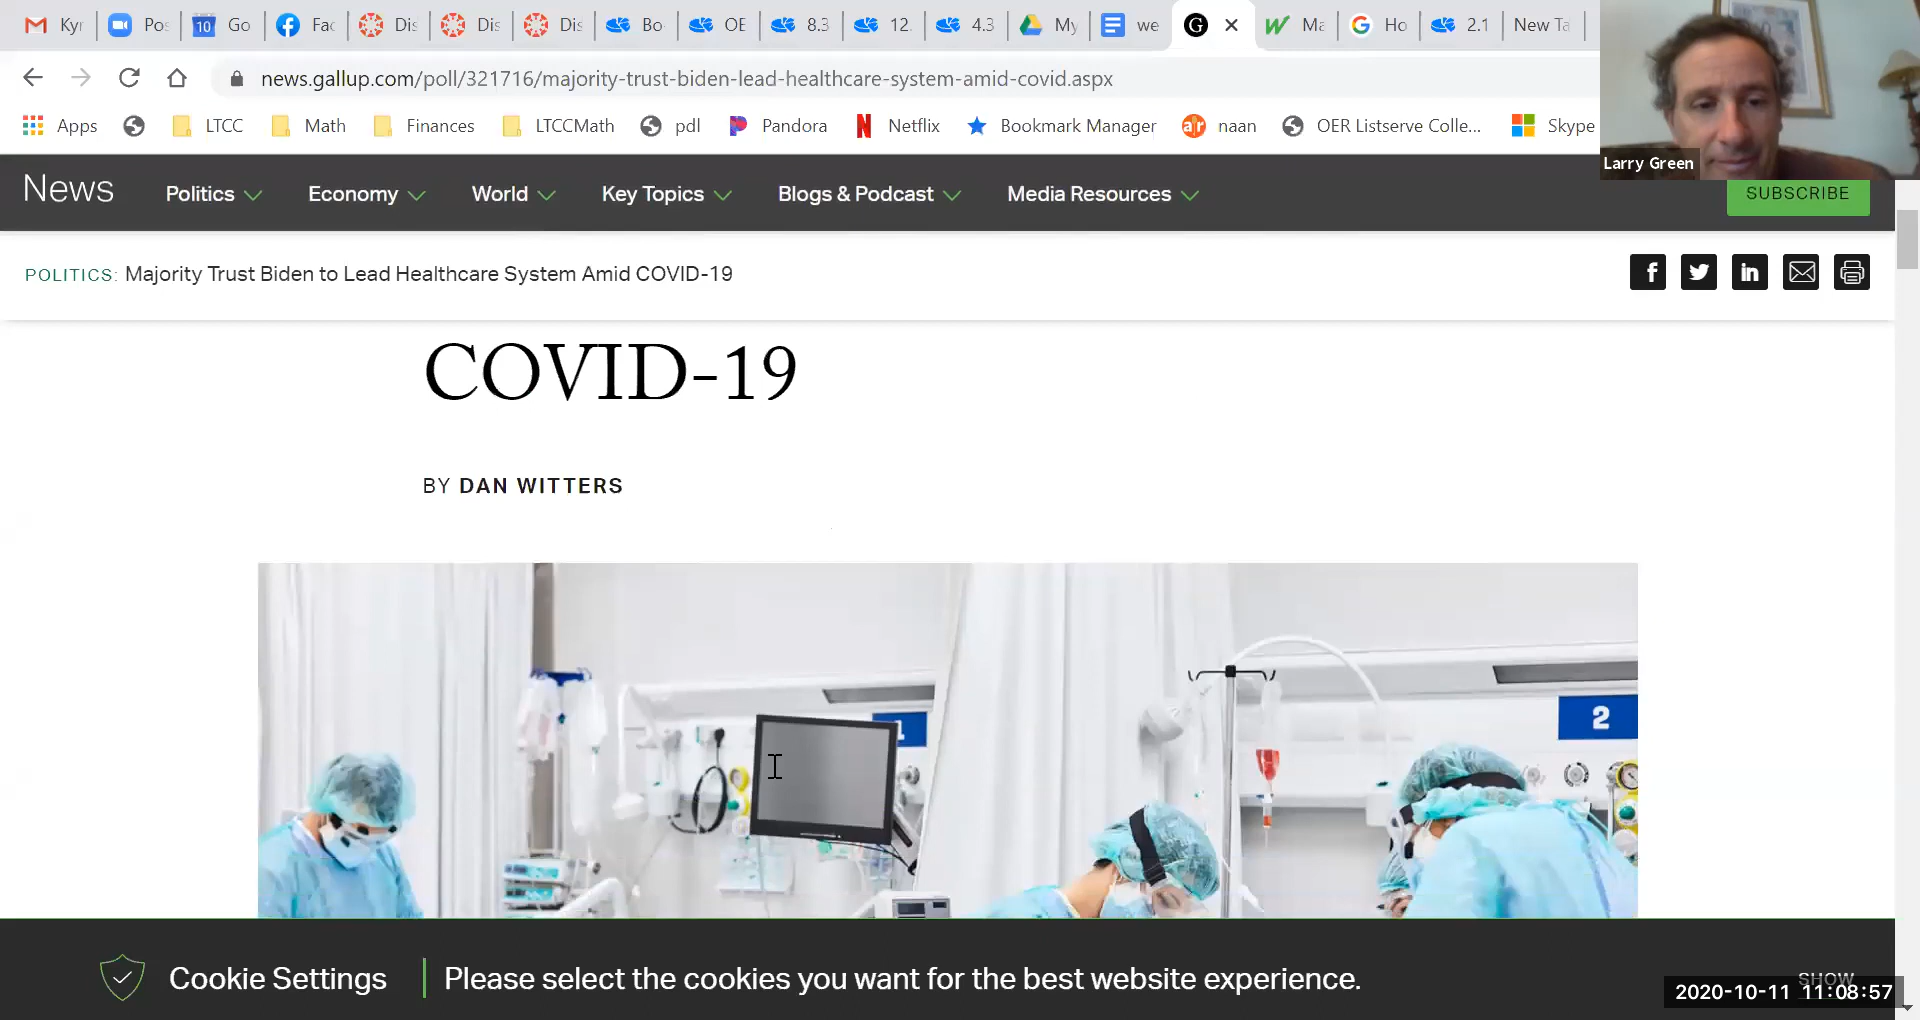 Kyr Pos 10 Go Fac Dis Dis Dis Bo OE 8.3 12. 4.3 My we G Ma Ho 2.1 New Ta
news.gallup.com/poll/321716/majority-trust-biden-lead-healthcare-system-amid-covid.aspx
Apps LTCC Math Finances LTCCMath pdl Pandora Netflix Bookmark Manager naan OER Listserve Colle... Skype
Larry Green
News Politics Economy World Key Topics Blogs & Podcast Media Resources SUBSCRIBE
POLITICS: Majority Trust Biden to Lead Healthcare System Amid COVID-19
COVID-19
BY DAN WITTERS
2
Cookie Settings Please select the cookies you want for the best website experience.
SHOW
2020-10-11 11:08:57